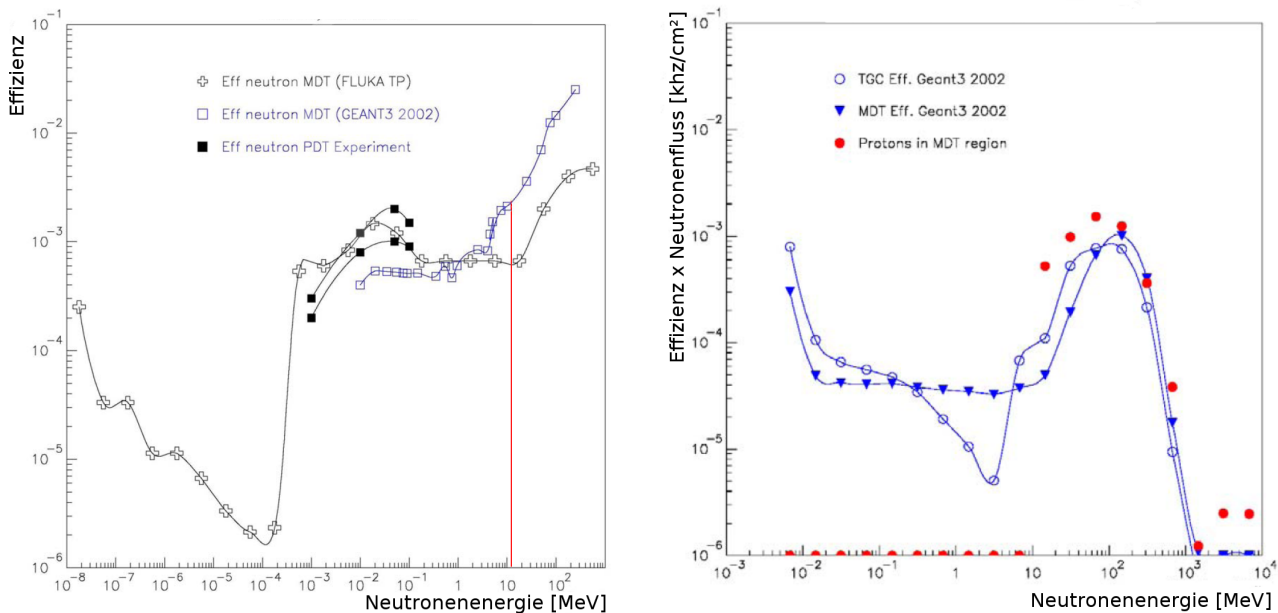 Effizienz
10⁻¹
10⁻²
10⁻³
10⁻⁴
10⁻⁵
10⁻⁶
Eff neutron MDT (FLUKA TP)
Eff neutron MDT (GEANT3 2002)
Eff neutron PDT Experiment
10⁻⁸ 10⁻⁷ 10⁻⁶ 10⁻⁵ 10⁻⁴ 10⁻³ 10⁻² 10⁻¹ 1 10 10²
Neutronenenergie [MeV]
Effizienz x Neutronenfluss [khz/cm²]
10⁻¹
10⁻²
10⁻³
10⁻⁴
10⁻⁵
10⁻⁶
TGC Eff. Geant3 2002
MDT Eff. Geant3 2002
Protons in MDT region
10⁻³ 10⁻² 10⁻¹ 1 10 10² 10³ 10⁴
Neutronenenergie [MeV]